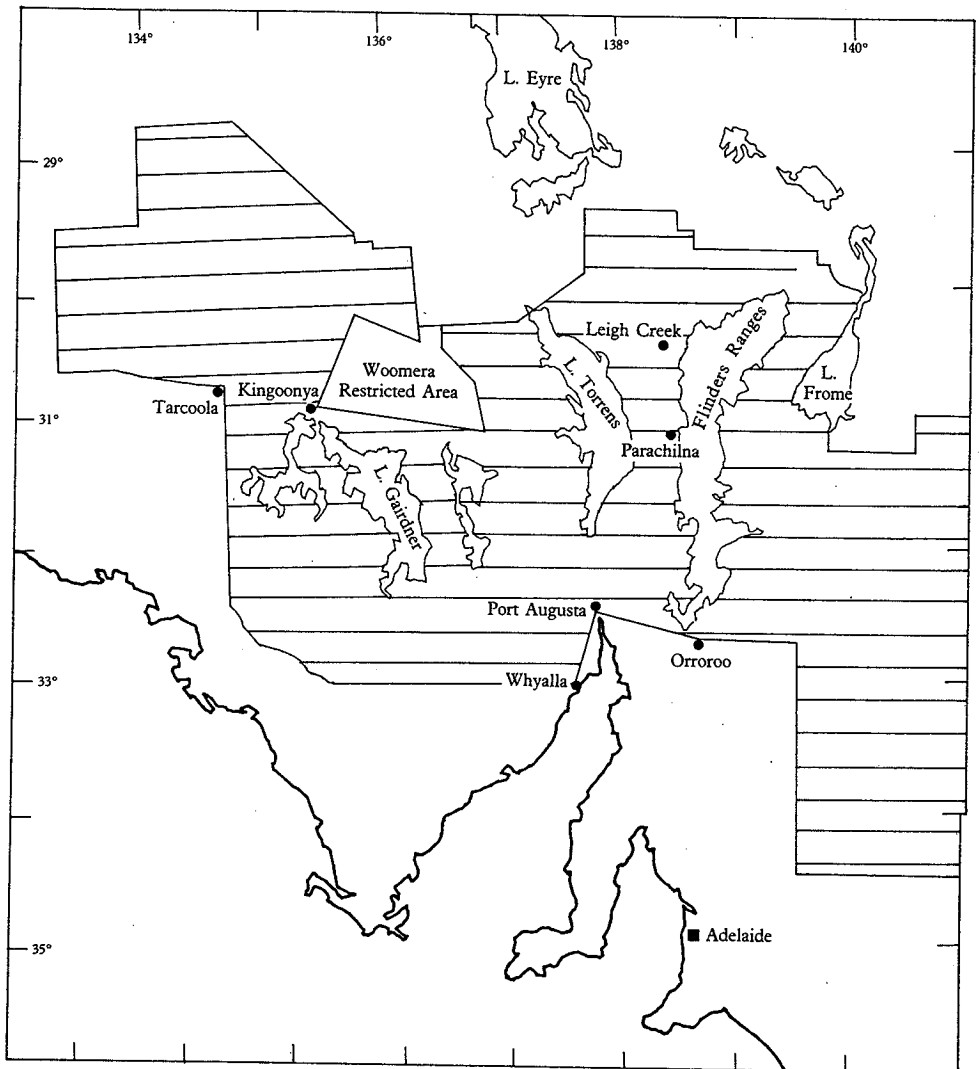 134°
136°
138°
140°
L. Eyre
29°
Leigh Creek
Flinders Ranges
Woomera
Restricted Area
L. Torrens
L.
Frome
Kingoonya
Tarcoola
31°
Parachilna
L. Gairdner
Port Augusta
Orroroo
33°
Whyalla
35°
Adelaide